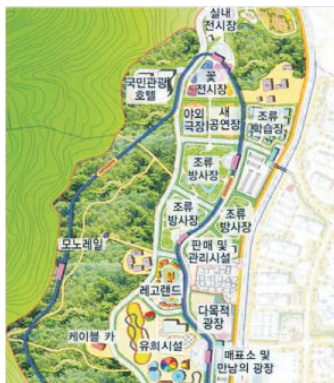 실내
전시장
꽃
전시장
국민관광
호텔
야외
극장
새
공연장
조류
학습장
조류
방사장
조류
방사장
조류
방사장
모노레일
판매 및
관리시설
레고랜드
다목적
광장
케이블 카
유희시설
매표소 및
만남의 광장